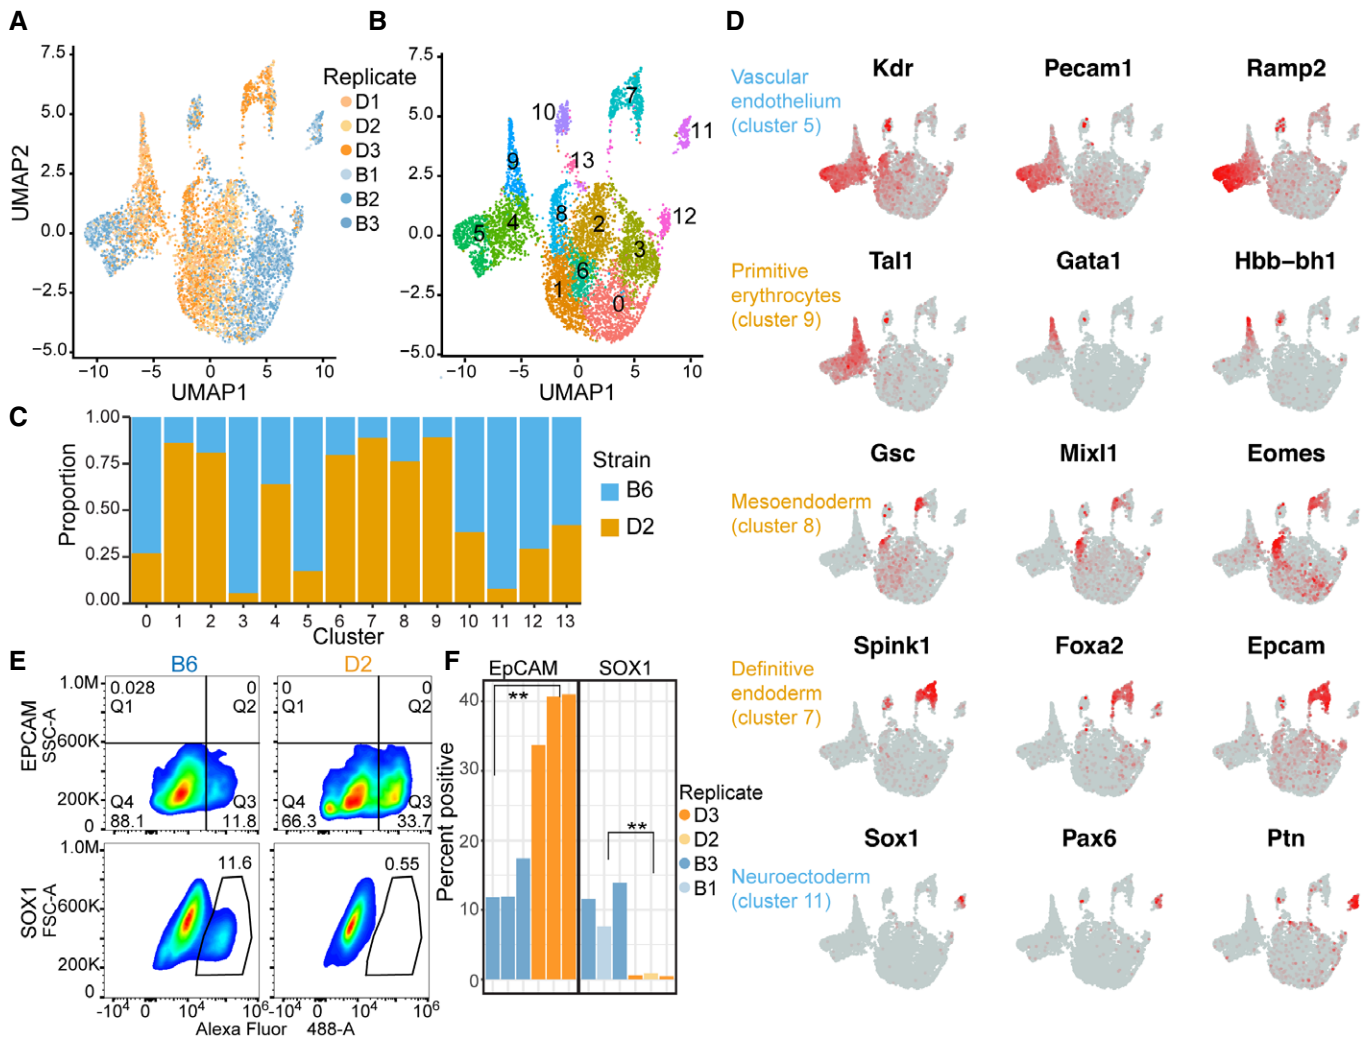 A
7.5
5.0
2.5
0.0
−2.5
−5.0
UMAP2
−10
−5
0
5
10
UMAP1
Replicate
D1
D2
D3
B1
B2
B3
B
7.5
5.0
2.5
0.0
−2.5
−5.0
−10
−5
0
5
10
UMAP1
7
10
11
13
9
8
2
12
5
4
3
6
1
0
C
1.00
0.75
0.50
0.25
0.00
Proportion
0 1 2 3 4 5 6 7 8 9 10 11 12 13
Cluster
Strain
B6
D2
D
Vascular
endothelium
(cluster 5)
Kdr
Pecam1
Ramp2
Primitive
erythrocytes
(cluster 9)
Tal1
Gata1
Hbb−bh1
Mesoendoderm
(cluster 8)
Gsc
Mixl1
Eomes
Definitive
endoderm
(cluster 7)
Spink1
Foxa2
Epcam
Neuroectoderm
(cluster 11)
Sox1
Pax6
Ptn
E
B6
D2
EPCAM
SSC-A
1.0M
600K
200K
0
0.028
Q1
0
Q2
Q4
88.1
Q3
11.8
0
Q1
0
Q2
Q4
66.3
Q3
33.7
SOX1
FSC-A
1.0M
600K
200K
0
11.6
0.55
-10⁴ 0 10⁴ 10⁶
-10⁴ 0 10⁴ 10⁶
Alexa Fluor 488-A
F
EpCAM
SOX1
Percent positive
40
30
20
10
0
**
**
Replicate
D3
D2
B3
B1